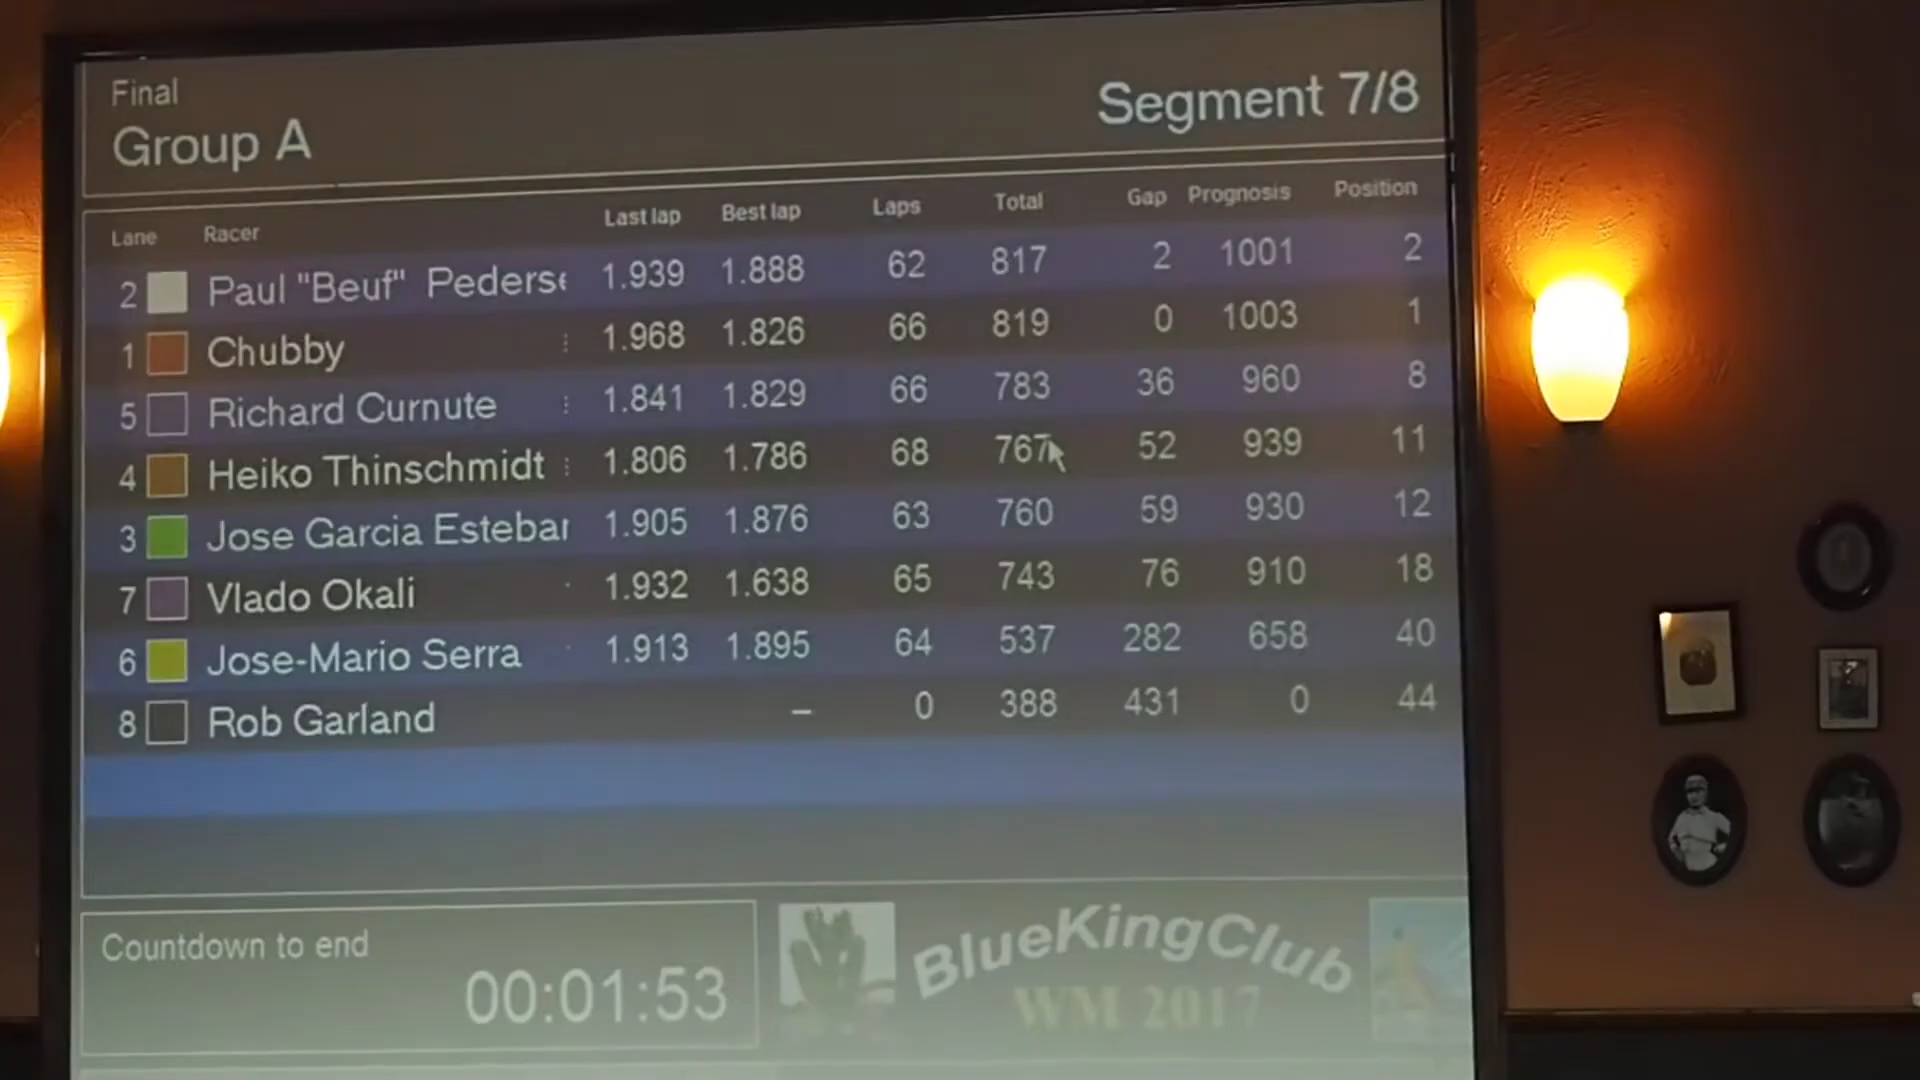 Final
Group A
Segment 7/8
Lane Racer Last lap Best lap Laps Total Gap Prognosis Position
2 Paul "Beuf" Pederse 1.939 1.888 62 817 2 1001 2
1 Chubby 1.968 1.826 66 819 0 1003 1
5 Richard Curnute 1.841 1.829 66 783 36 960 8
4 Heiko Thinschmidt 1.806 1.786 68 767 52 939 11
3 Jose Garcia Esteban 1.905 1.876 63 760 59 930 12
7 Vlado Okali 1.932 1.638 65 743 76 910 18
6 Jose-Mario Serra 1.913 1.895 64 537 282 658 40
8 Rob Garland – 0 388 431 0 44
Countdown to end
00:01:53
BlueKingClub
WM 2017